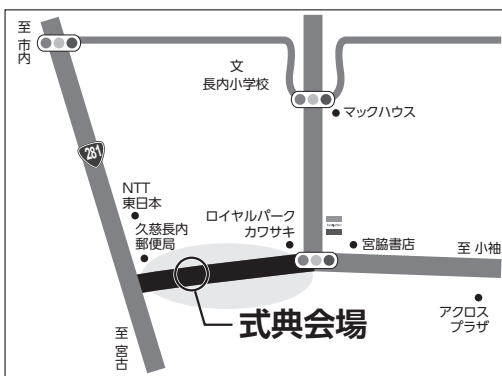 至
市内
文
長内小学校
マックハウス
281
NTT
東日本
久慈長内
郵便局
ロイヤルパーク
カワサキ
宮脇書店
至 小袖
アクロス
プラザ
式典会場
至
宮古